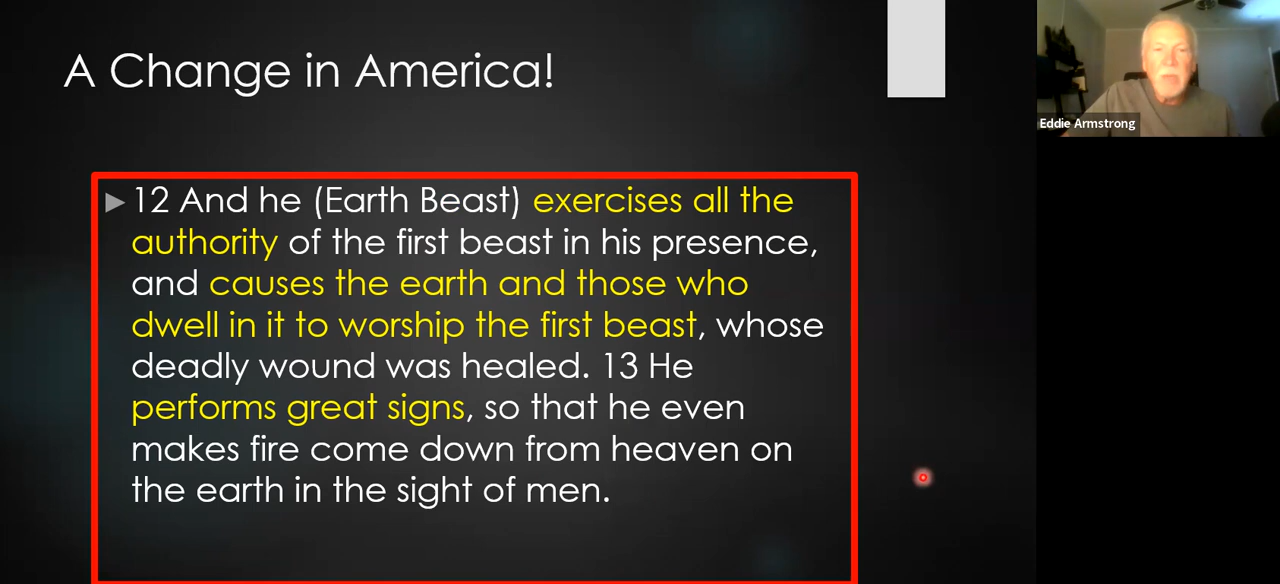 A Change in America!
12 And he (Earth Beast) exercises all the
authority of the first beast in his presence,
and causes the earth and those who
dwell in it to worship the first beast, whose
deadly wound was healed. 13 He
performs great signs, so that he even
makes fire come down from heaven on
the earth in the sight of men.
Eddie Armstrong